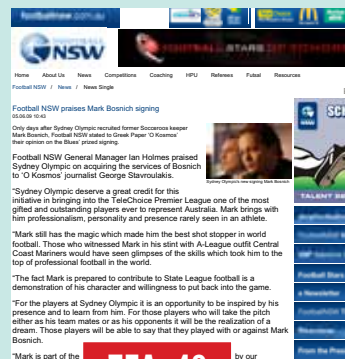 footballnsw.com.au
NSW
FOOTBALL STARS
Home About Us News Competitions Coaching HPU Referees Futsal Resources
Football NSW / News / News Single
Football NSW praises Mark Bosnich signing
05.06.09 10:43
Only days after Sydney Olympic recruited former Socceroos keeper
Mark Bosnich, Football NSW stated to Greek Paper 'O Kosmos'
their opinion on the Blues' prized signing.
Football NSW General Manager Ian Holmes praised
Sydney Olympic on acquiring the services of Bosnich
to 'O Kosmos' journalist George Stavroulakis.
Sydney Olympic's new signing Mark Bosnich
"Sydney Olympic deserve a great credit for this
initiative in bringing into the TeleChoice Premier League one of the most
gifted and outstanding players ever to represent Australia. Mark brings with
him professionalism, personality and presence rarely seen in an athlete.
"Mark still has the magic which made him the best shot stopper in world
football. Those who witnessed Mark in his stint with A-League outfit Central
Coast Mariners would have seen glimpses of the skills which took him to the
top of professional football in the world.
"The fact Mark is prepared to contribute to State League football is a
demonstration of his character and willingness to put back into the game.
"For the players at Sydney Olympic it is an opportunity to be inspired by his
presence and to learn from him. For those players who will take the pitch
either as his team mates or as his opponents it will be the realization of a
dream. Those players will be able to say that they played with or against Mark
Bosnich.
"Mark is part of the by our
TALENT
Football Stars
e Newsletter
From the